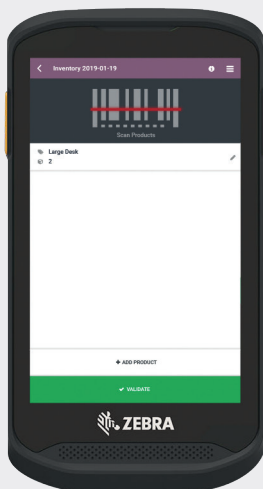 Inventory 2019-01-19
Scan Products
Large Desk
2
+ ADD PRODUCT
VALIDATE
ZEBRA